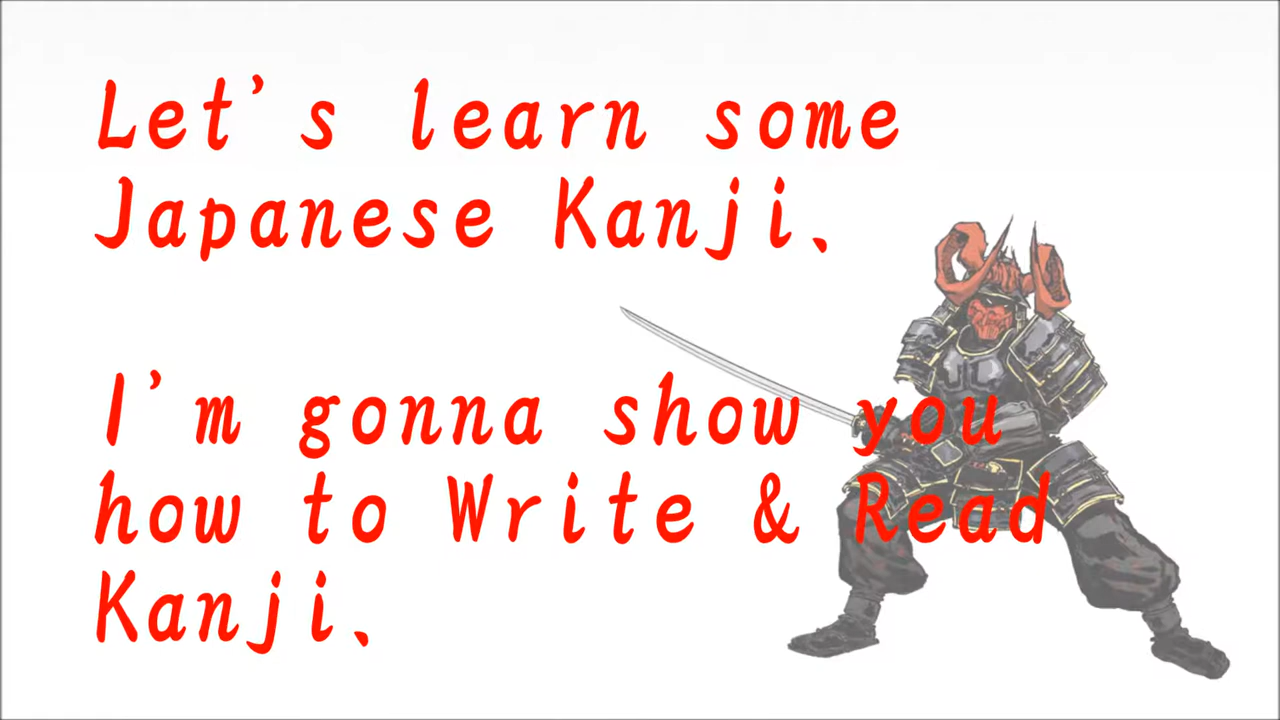 Let's learn some
Japanese Kanji、
I'm gonna show you
how to Write & Read
Kanji、